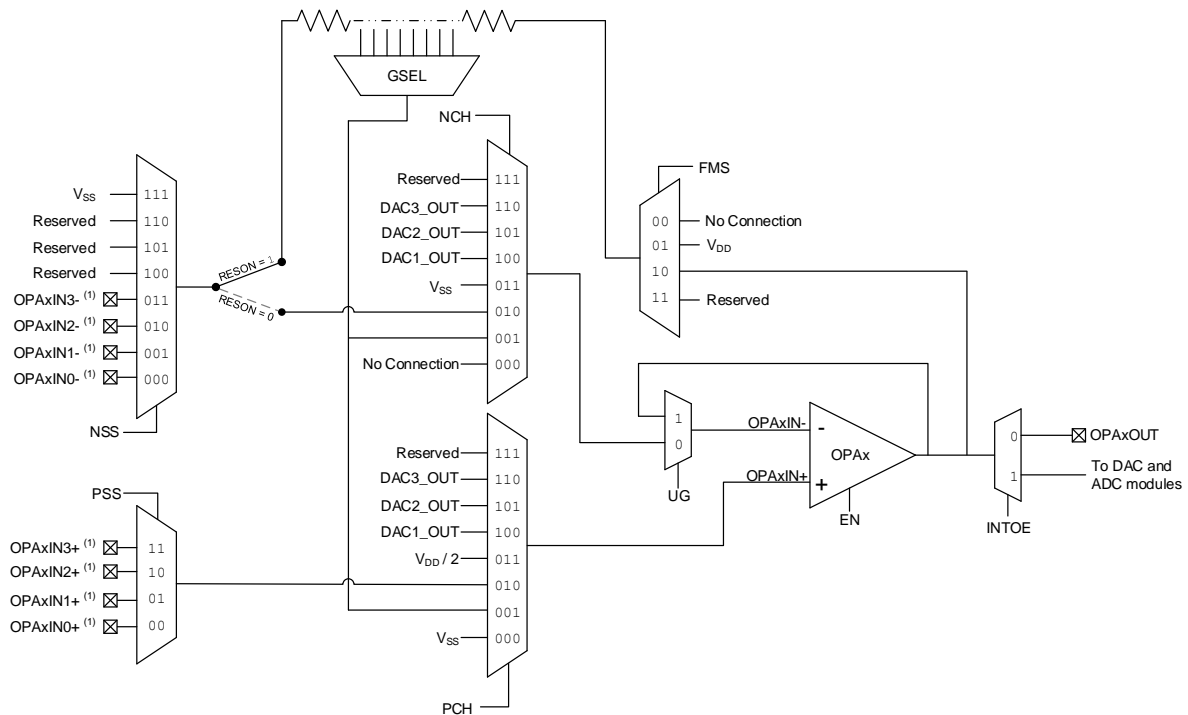 GSEL
NCH
Reserved 111
DAC3_OUT 110
DAC2_OUT 101
DAC1_OUT 100
VSS 011
010
001
No Connection 000
FMS
00 No Connection
01 VDD
10
11 Reserved
VSS 111
Reserved 110
Reserved 101
Reserved 100
OPAxIN3- (1) 011
OPAxIN2- (1) 010
OPAxIN1- (1) 001
OPAxIN0- (1) 000
NSS
RESON = 1
RESON = 0
PSS
OPAxIN3+ (1) 11
OPAxIN2+ (1) 10
OPAxIN1+ (1) 01
OPAxIN0+ (1) 00
Reserved 111
DAC3_OUT 110
DAC2_OUT 101
DAC1_OUT 100
VDD / 2 011
010
001
VSS 000
PCH
1
0
UG
OPAxIN-
OPAxIN+
-
+
OPAx
EN
0 OPAxOUT
1 To DAC and
ADC modules
INTOE